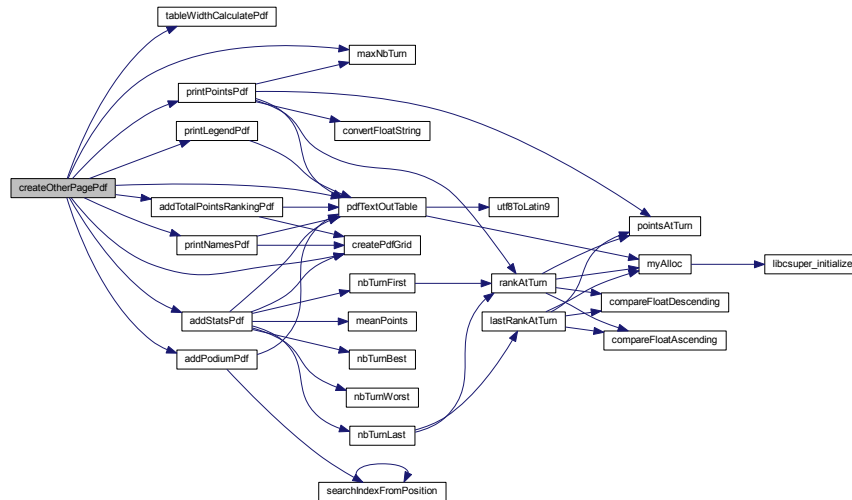 tableWidthCalculatePdf
maxNbTurn
printPointsPdf
convertFloatString
printLegendPdf
createOtherPagePdf
addTotalPointsRankingPdf
pdfTextOutTable
utf8ToLatin9
pointsAtTurn
printNamesPdf
createPdfGrid
myAlloc
libcsuper_initialize
nbTurnFirst
rankAtTurn
compareFloatDescending
addStatsPdf
meanPoints
lastRankAtTurn
compareFloatAscending
addPodiumPdf
nbTurnBest
nbTurnWorst
nbTurnLast
searchIndexFromPosition